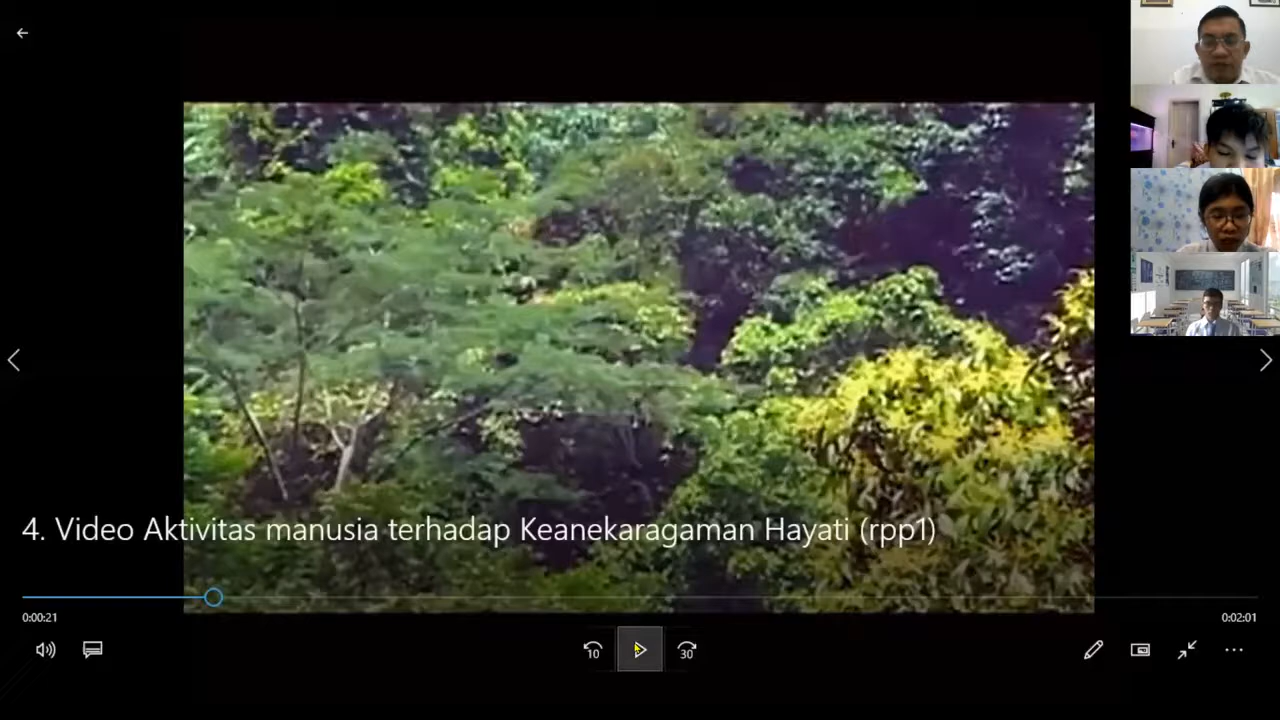 4. Video Aktivitas manusia terhadap Keanekaragaman Hayati (rpp1)
0:00:21
0:02:01
10
30